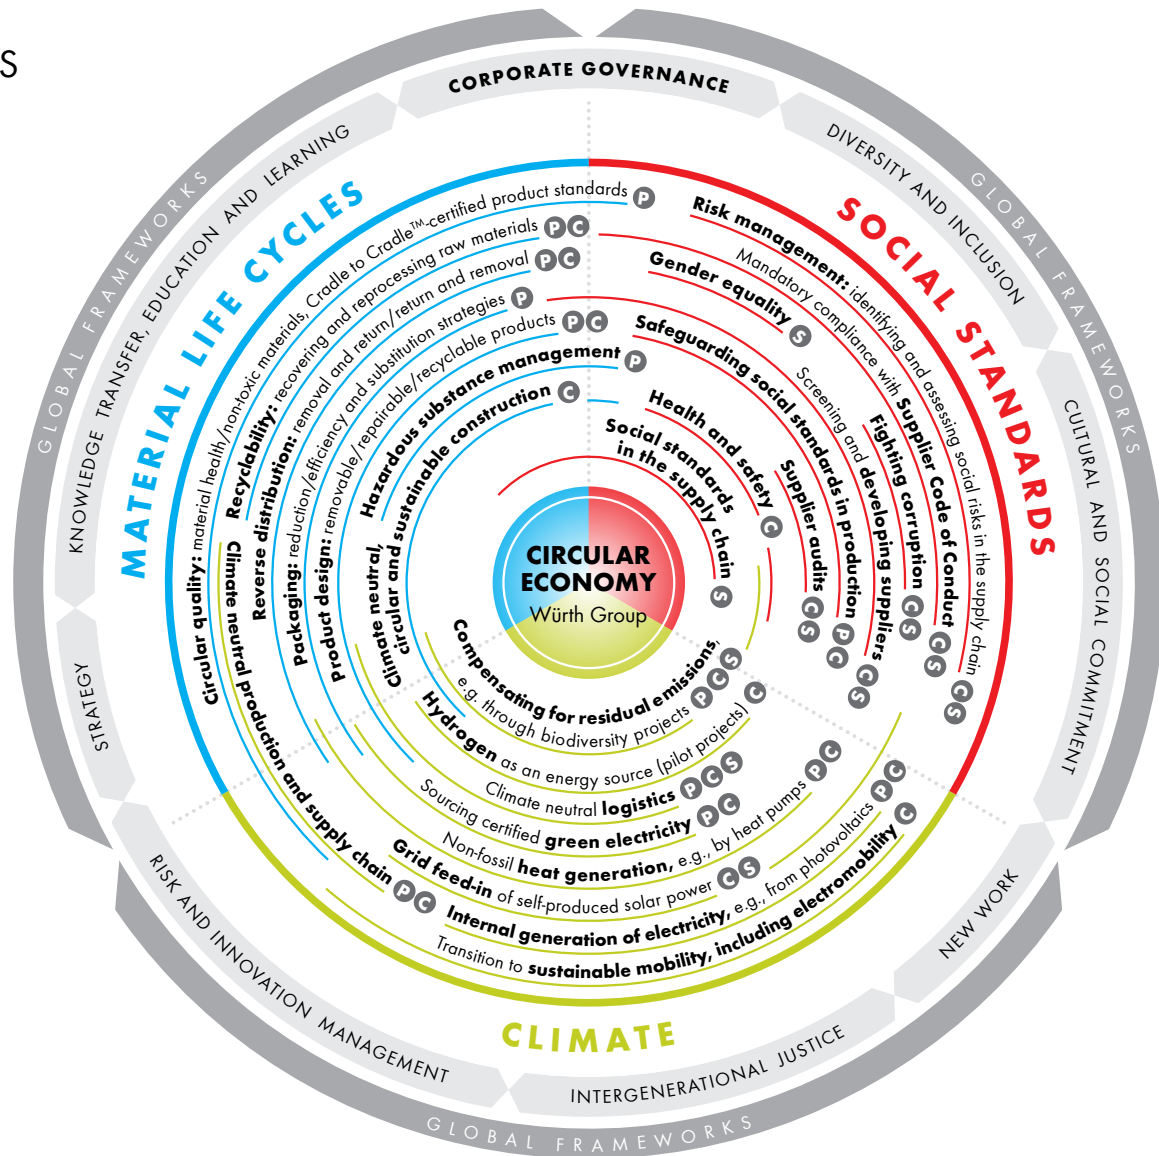 S
GLOBAL FRAMEWORKS
GLOBAL FRAMEWORKS
GLOBAL FRAMEWORKS
CORPORATE GOVERNANCE
DIVERSITY AND INCLUSION
CULTURAL AND SOCIAL COMMITMENT
NEW WORK
INTERGENERATIONAL JUSTICE
RISK AND INNOVATION MANAGEMENT
STRATEGY
KNOWLEDGE TRANSFER, EDUCATION AND LEARNING
MATERIAL LIFE CYCLES
Circular quality: material health/non-toxic materials, Cradle to Cradle™-certified product standards P
Recyclability: recovering and reprocessing raw materials P C
Reverse distribution: removal and return/return and removal P C
Packaging: reduction/efficiency and substitution strategies P
Product design: removable/repairable/recyclable products P C
Hazardous substance management P
Climate neutral,
circular and sustainable construction C
SOCIAL STANDARDS
Risk management: identifying and assessing social risks in the supply chain C S
Mandatory compliance with Supplier Code of Conduct C S
Gender equality S
Fighting corruption C S
Screening and developing suppliers C S
Safeguarding social standards in production P C
Supplier audits C S
Health and safety C
Social standards
in the supply chain S
CIRCULAR
ECONOMY
Würth Group
CLIMATE
Compensating for residual emissions,
e.g. through biodiversity projects P C S
Hydrogen as an energy source (pilot projects) C
Climate neutral logistics P C S
Sourcing certified green electricity P C
Non-fossil heat generation, e.g., by heat pumps P C
Grid feed-in of self-produced solar power C S
Climate neutral production and supply chain P C
Internal generation of electricity, e.g., from photovoltaics P C
Transition to sustainable mobility, including electromobility C